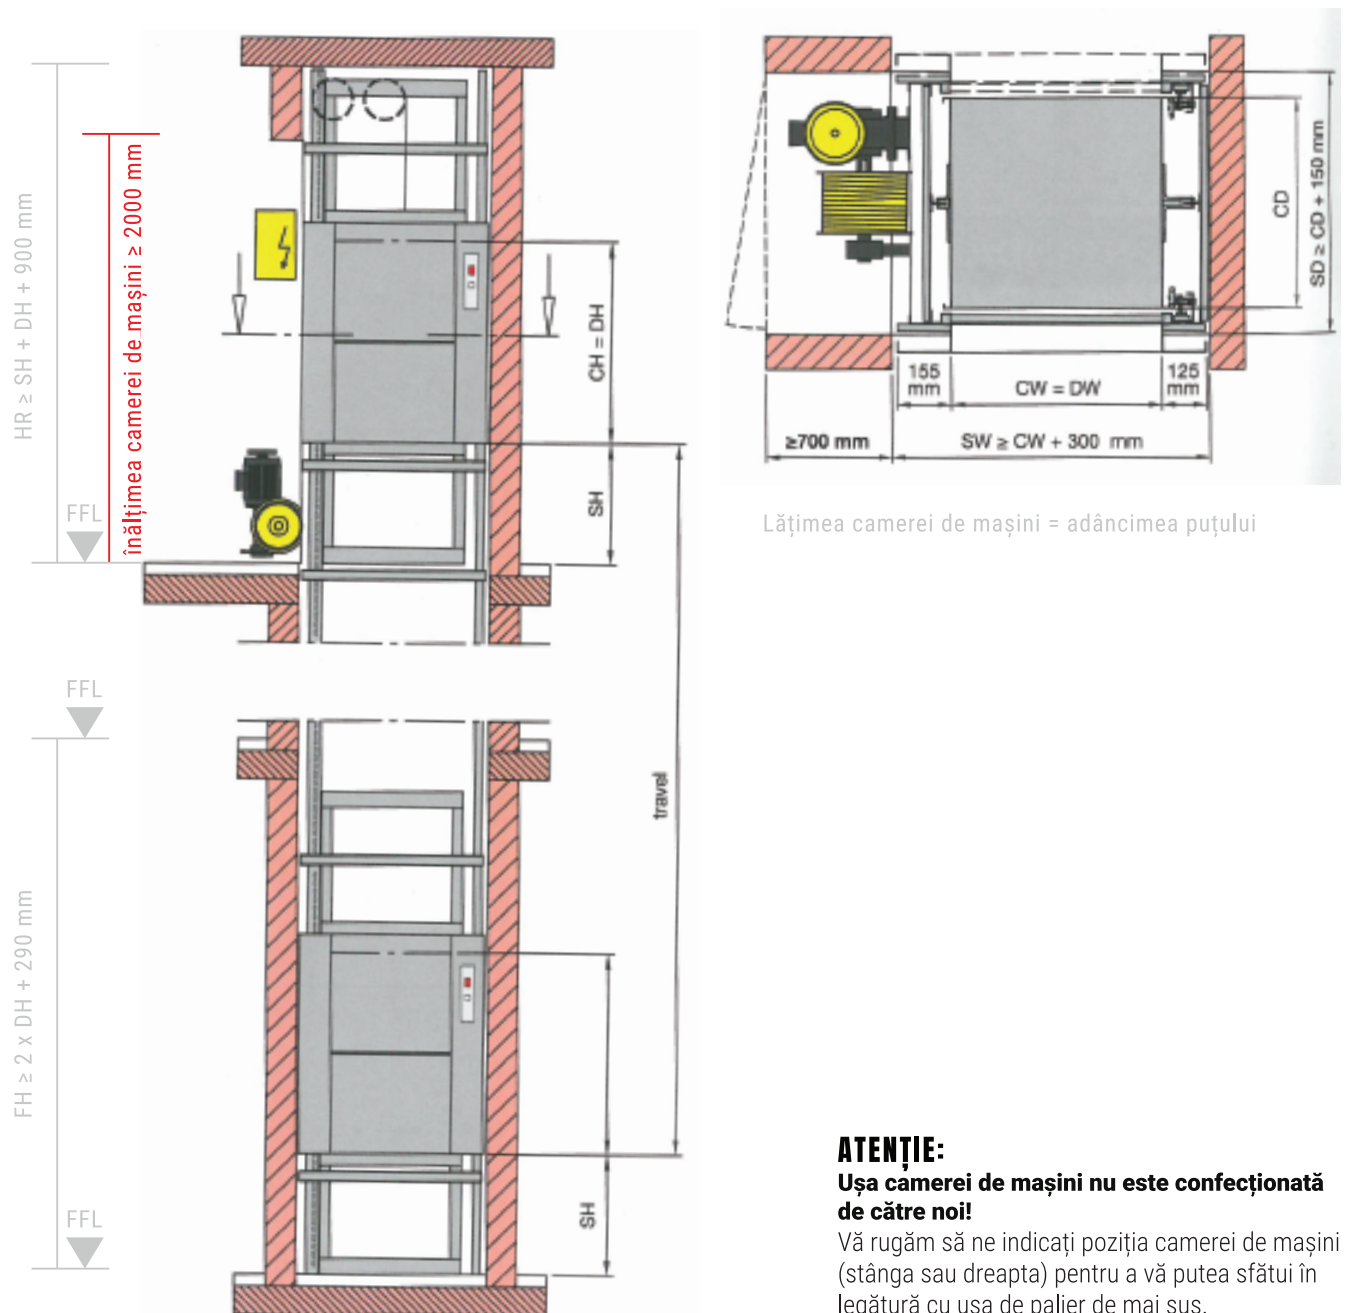 HR ≥ SH + DH + 900 mm
înălțimea camerei de mașini ≥ 2000 mm
FFL
CH = DH
SH
FFL
travel
FH ≥ 2 x DH + 290 mm
SH
FFL
CD
SD ≥ CD + 150 mm
155
mm
CW = DW
125
mm
≥700 mm
SW ≥ CW + 300 mm
Lățimea camerei de mașini = adâncimea puțului
ATENȚIE:
Ușa camerei de mașini nu este confecționată
de către noi!
Vă rugăm să ne indicați poziția camerei de mașini
(stânga sau dreapta) pentru a vă putea sfătui în
legătură cu ușa de palier de mai sus.